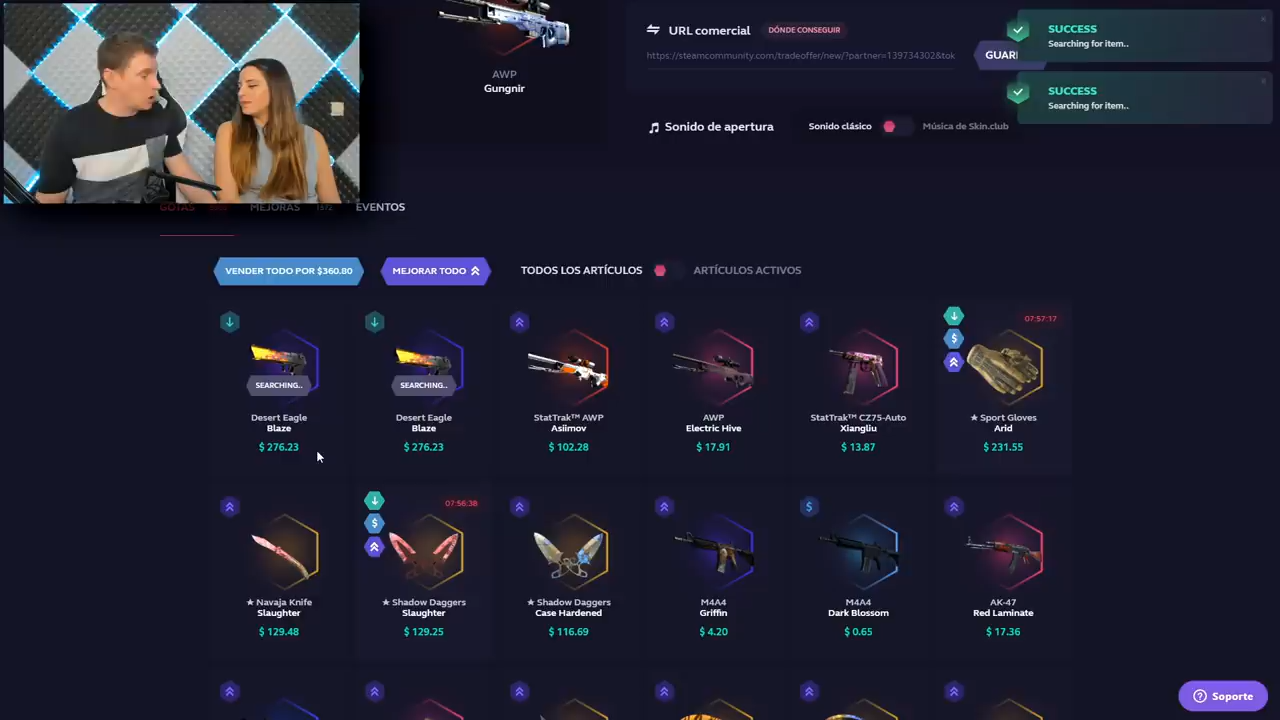 URL comercial
DÓNDE CONSEGUIR
https://steamcommunity.com/tradeoffer/new/?partner=139734302&tok
GUAR
SUCCESS
Searching for item..
SUCCESS
Searching for item..
AWP
Gungnir
Sonido de apertura
Sonido clásico
Música de Skin.club
GOTAS
MEJORAS
1372
EVENTOS
VENDER TODO POR $360.80
MEJORAR TODO
TODOS LOS ARTÍCULOS
ARTÍCULOS ACTIVOS
SEARCHING..
Desert Eagle
Blaze
$ 276.23
SEARCHING..
Desert Eagle
Blaze
$ 276.23
StatTrak™ AWP
Asiimov
$ 102.28
AWP
Electric Hive
$ 17.91
StatTrak™ CZ75-Auto
Xiangliu
$ 13.87
$
07:57:17
★ Sport Gloves
Arid
$ 231.55
★ Navaja Knife
Slaughter
$ 129.48
$
07:56:38
★ Shadow Daggers
Slaughter
$ 129.25
★ Shadow Daggers
Case Hardened
$ 116.69
M4A4
Griffin
$ 4.20
$
M4A4
Dark Blossom
$ 0.65
AK-47
Red Laminate
$ 17.36
Soporte